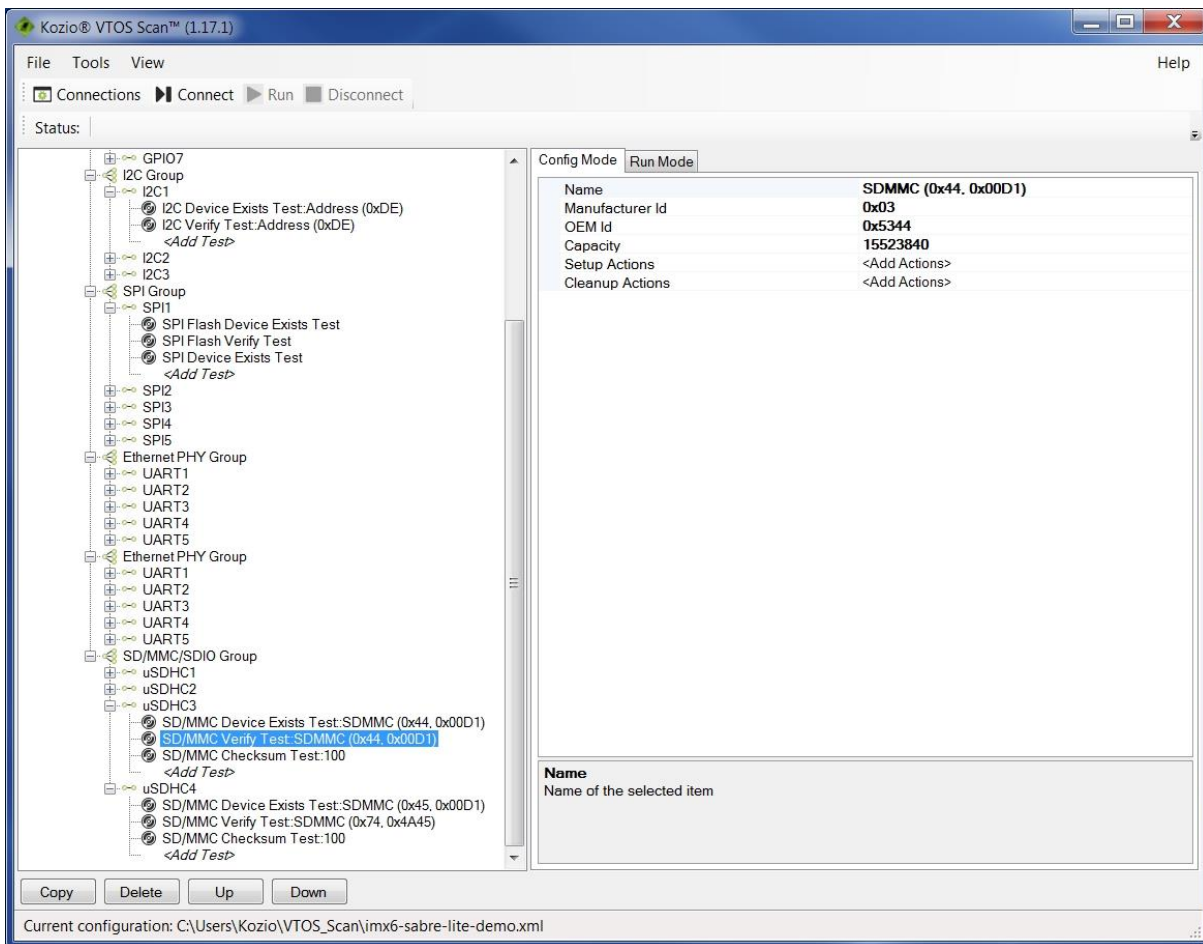 Kozio® VTOS Scan™ (1.17.1)
File Tools View Help
Connections Connect Run Disconnect
Status:
GPIO7
I2C Group
I2C1
I2C Device Exists Test::Address (0xDE)
I2C Verify Test::Address (0xDE)
<Add Test>
I2C2
I2C3
SPI Group
SPI1
SPI Flash Device Exists Test
SPI Flash Verify Test
SPI Device Exists Test
<Add Test>
SPI2
SPI3
SPI4
SPI5
Ethernet PHY Group
UART1
UART2
UART3
UART4
UART5
Ethernet PHY Group
UART1
UART2
UART3
UART4
UART5
SD/MMC/SDIO Group
uSDHC1
uSDHC2
uSDHC3
SD/MMC Device Exists Test::SDMMC (0x44, 0x00D1)
SD/MMC Verify Test::SDMMC (0x44, 0x00D1)
SD/MMC Checksum Test::100
<Add Test>
uSDHC4
SD/MMC Device Exists Test::SDMMC (0x45, 0x00D1)
SD/MMC Verify Test::SDMMC (0x74, 0x4A45)
SD/MMC Checksum Test::100
<Add Test>
Config Mode Run Mode
Name SDMMC (0x44, 0x00D1)
Manufacturer Id 0x03
OEM Id 0x5344
Capacity 15523840
Setup Actions <Add Actions>
Cleanup Actions <Add Actions>
Name
Name of the selected item
Copy Delete Up Down
Current configuration: C:\Users\Kozio\VTOS_Scan\imx6-sabre-lite-demo.xml